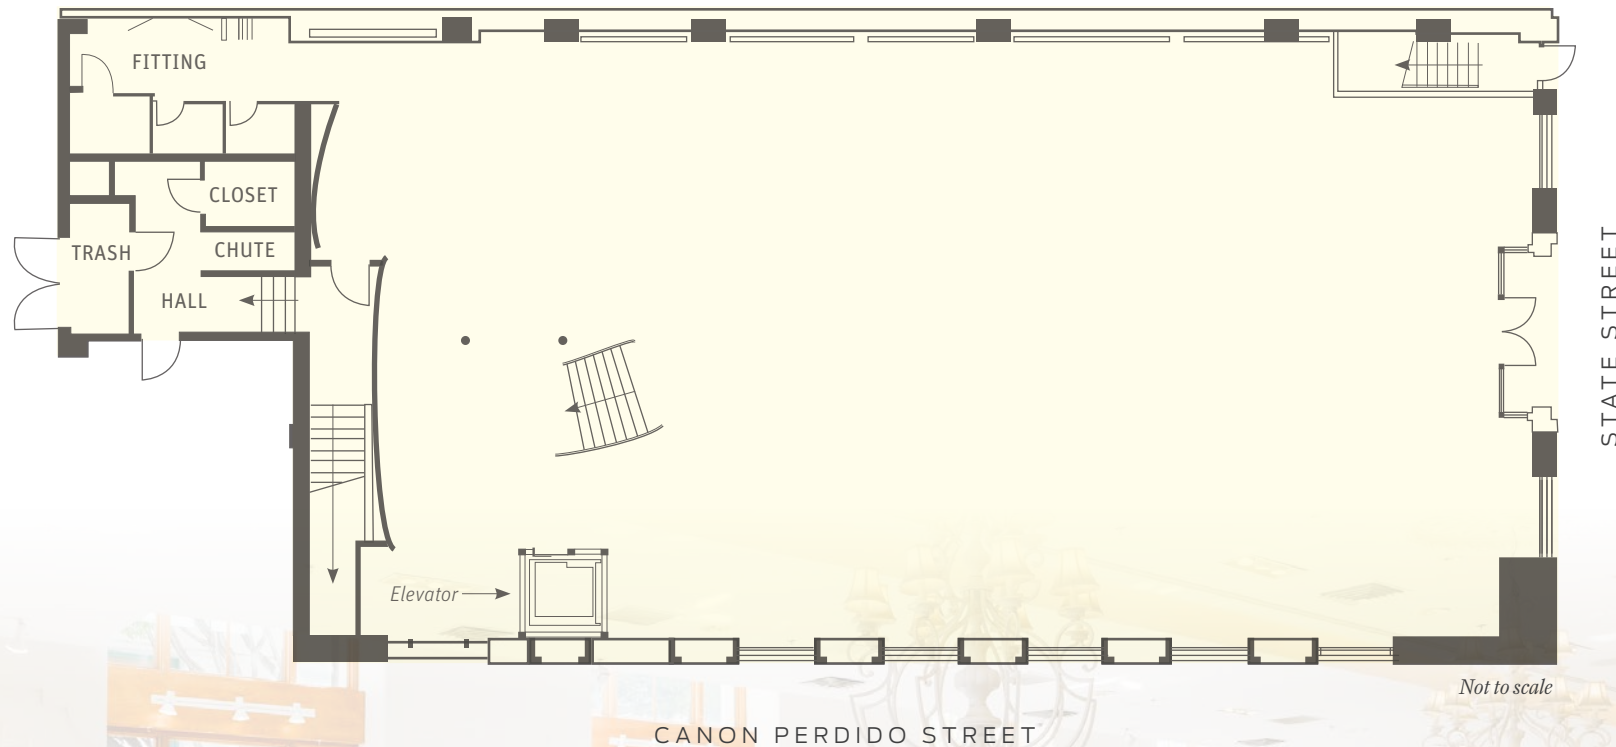 FITTING
CLOSET
TRASH
CHUTE
HALL
STATE STREET
Elevator
Not to scale
CANON PERDIDO STREET